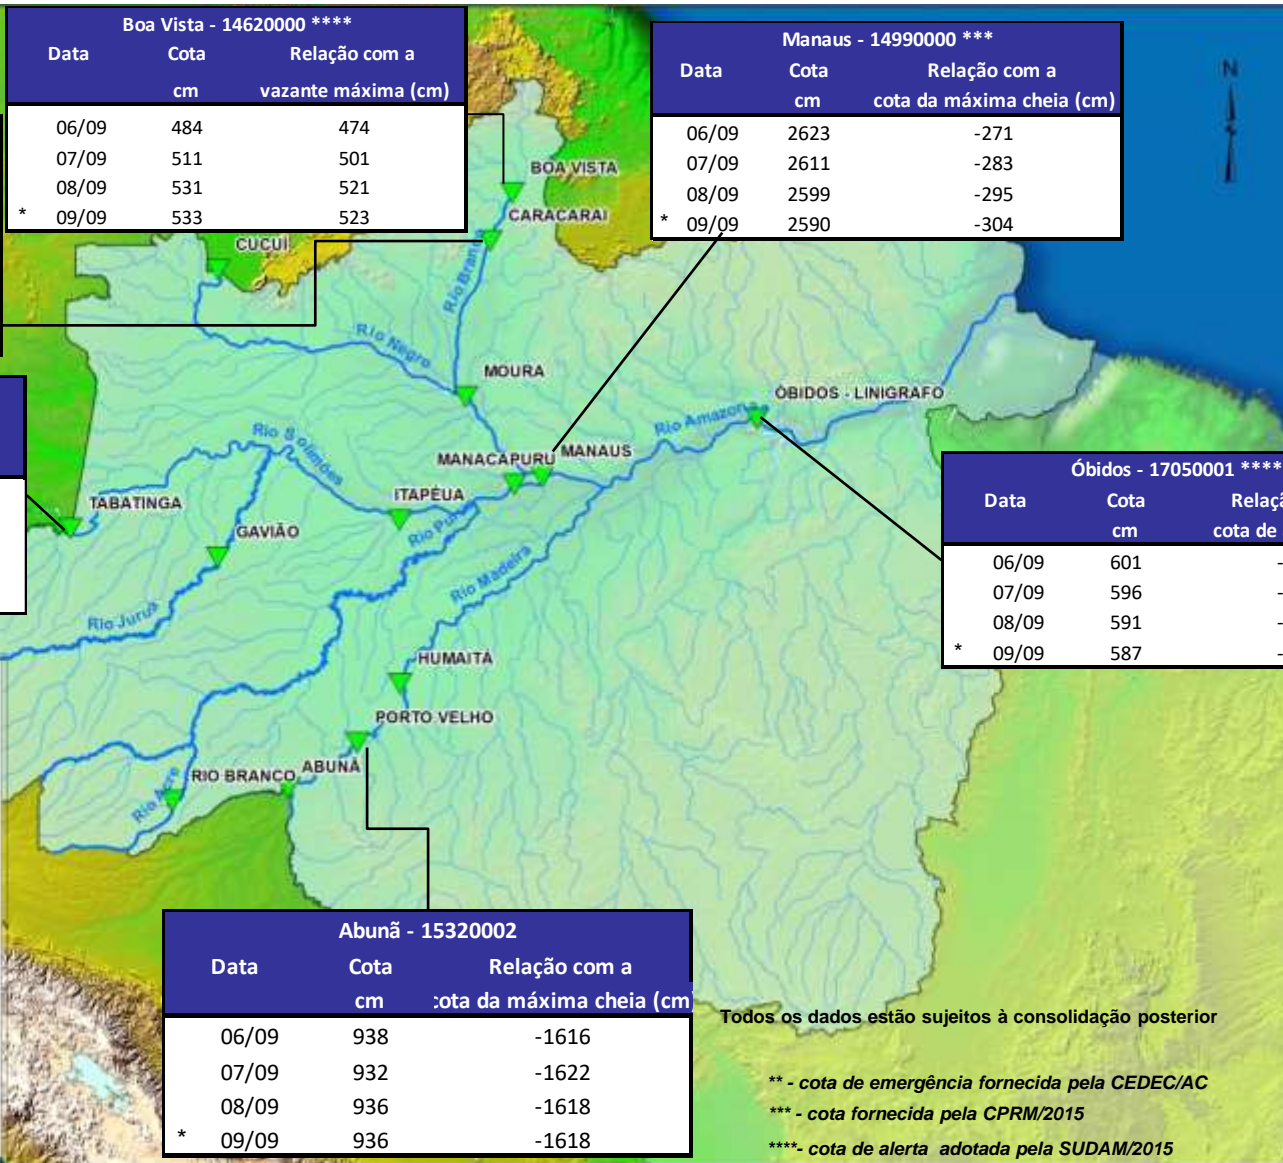 Boa Vista - 14620000 ****
Data Cota Relação com a
cm vazante máxima (cm)
06/09 484 474
07/09 511 501
08/09 531 521
* 09/09 533 523
Manaus - 14990000 ***
Data Cota Relação com a
cm cota da máxima cheia (cm)
06/09 2623 -271
07/09 2611 -283
08/09 2599 -295
* 09/09 2590 -304
N
BOA VISTA
CARACARAI
CUCUÍ
Rio Branco
Rio Negro
MOURA
ÓBIDOS - LINIGRAFO
Rio Amazonas
Rio Solimões
MANACAPURU
MANAUS
TABATINGA
ITAPÉUA
GAVIÃO
Rio Purus
Rio Madeira
Rio Juruá
HUMAITÁ
PORTO VELHO
ABUNÃ
RIO BRANCO
Rio Acre
Óbidos - 17050001 ****
Data Cota
cm cota de
06/09 601 -
07/09 596 -
08/09 591 -
* 09/09 587 -
Abunã - 15320002
Data Cota Relação com a
cm cota da máxima cheia (cm
06/09 938 -1616
07/09 932 -1622
08/09 936 -1618
* 09/09 936 -1618
Todos os dados estão sujeitos à consolidação posterior
** - cota de emergência fornecida pela CEDEC/AC
*** - cota fornecida pela CPRM/2015
****- cota de alerta adotada pela SUDAM/2015